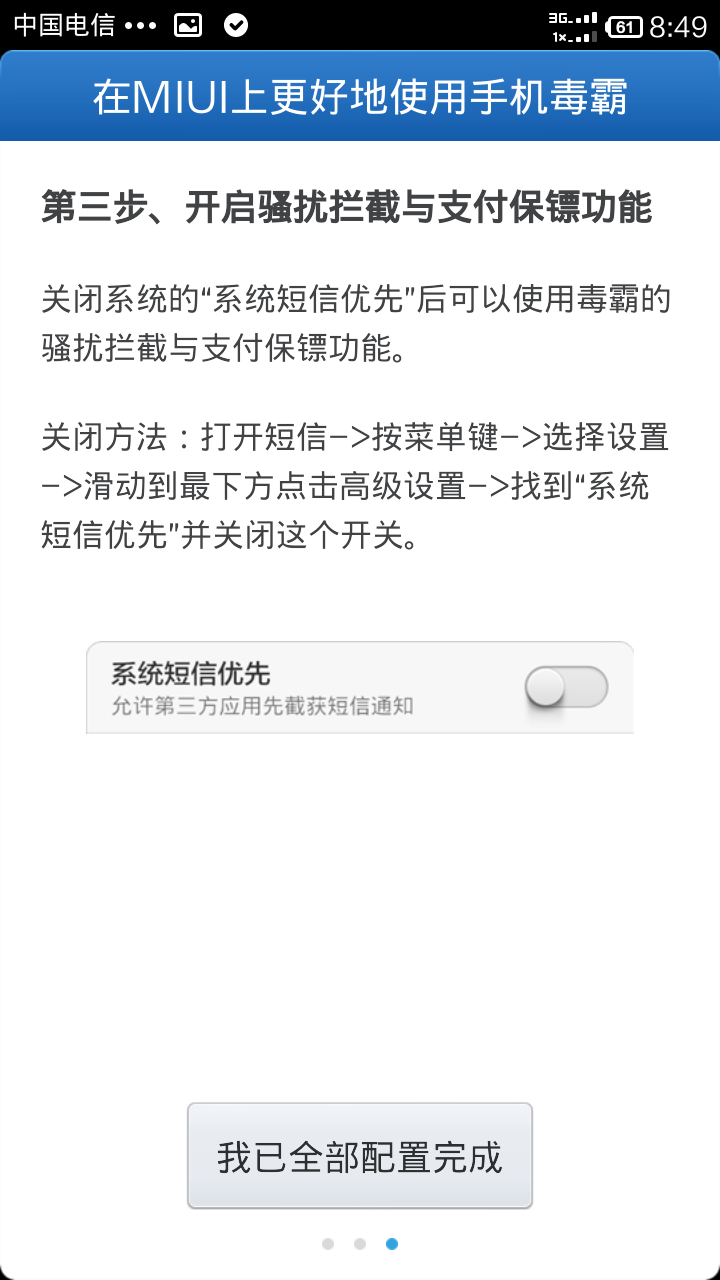 中国电信 ••• 3G 1x 61 8:49
在MIUI上更好地使用手机毒霸
第三步、开启骚扰拦截与支付保镖功能
关闭系统的“系统短信优先”后可以使用毒霸的
骚扰拦截与支付保镖功能。
关闭方法：打开短信—>按菜单键—>选择设置
—>滑动到最下方点击高级设置—>找到“系统
短信优先”并关闭这个开关。
系统短信优先
允许第三方应用先截获短信通知
我已全部配置完成